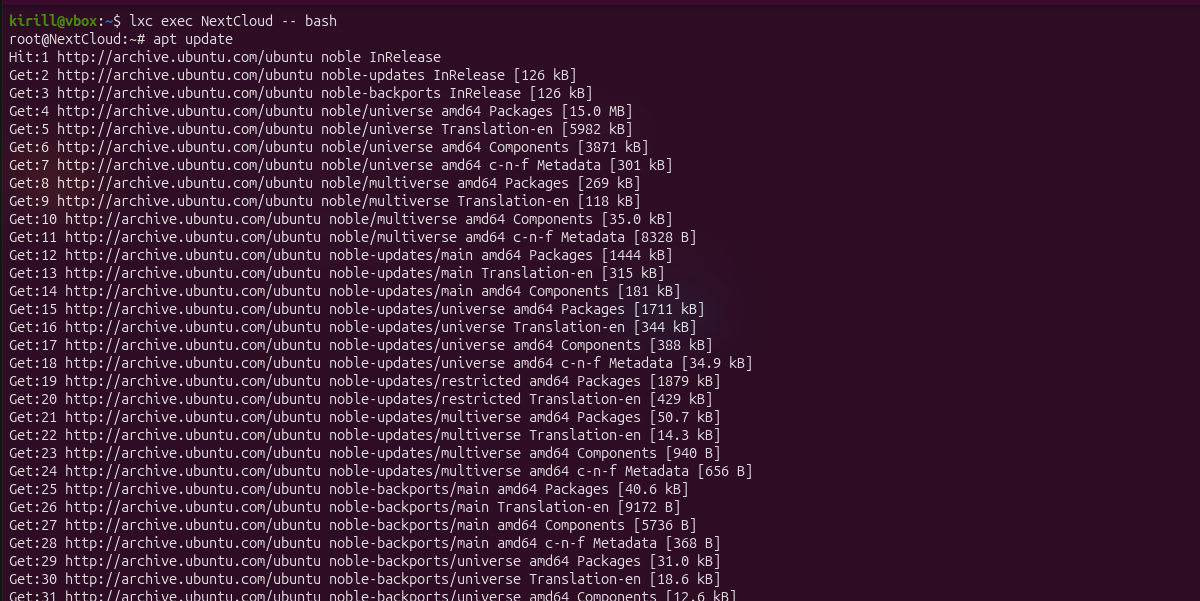 kirill@vbox:~$ lxc exec NextCloud -- bash
root@NextCloud:~# apt update
Hit:1 http://archive.ubuntu.com/ubuntu noble InRelease
Get:2 http://archive.ubuntu.com/ubuntu noble-updates InRelease [126 kB]
Get:3 http://archive.ubuntu.com/ubuntu noble-backports InRelease [126 kB]
Get:4 http://archive.ubuntu.com/ubuntu noble/universe amd64 Packages [15.0 MB]
Get:5 http://archive.ubuntu.com/ubuntu noble/universe Translation-en [5982 kB]
Get:6 http://archive.ubuntu.com/ubuntu noble/universe amd64 Components [3871 kB]
Get:7 http://archive.ubuntu.com/ubuntu noble/universe amd64 c-n-f Metadata [301 kB]
Get:8 http://archive.ubuntu.com/ubuntu noble/multiverse amd64 Packages [269 kB]
Get:9 http://archive.ubuntu.com/ubuntu noble/multiverse Translation-en [118 kB]
Get:10 http://archive.ubuntu.com/ubuntu noble/multiverse amd64 Components [35.0 kB]
Get:11 http://archive.ubuntu.com/ubuntu noble/multiverse amd64 c-n-f Metadata [8328 B]
Get:12 http://archive.ubuntu.com/ubuntu noble-updates/main amd64 Packages [1444 kB]
Get:13 http://archive.ubuntu.com/ubuntu noble-updates/main Translation-en [315 kB]
Get:14 http://archive.ubuntu.com/ubuntu noble-updates/main amd64 Components [181 kB]
Get:15 http://archive.ubuntu.com/ubuntu noble-updates/universe amd64 Packages [1711 kB]
Get:16 http://archive.ubuntu.com/ubuntu noble-updates/universe Translation-en [344 kB]
Get:17 http://archive.ubuntu.com/ubuntu noble-updates/universe amd64 Components [388 kB]
Get:18 http://archive.ubuntu.com/ubuntu noble-updates/universe amd64 c-n-f Metadata [34.9 kB]
Get:19 http://archive.ubuntu.com/ubuntu noble-updates/restricted amd64 Packages [1879 kB]
Get:20 http://archive.ubuntu.com/ubuntu noble-updates/restricted Translation-en [429 kB]
Get:21 http://archive.ubuntu.com/ubuntu noble-updates/multiverse amd64 Packages [50.7 kB]
Get:22 http://archive.ubuntu.com/ubuntu noble-updates/multiverse Translation-en [14.3 kB]
Get:23 http://archive.ubuntu.com/ubuntu noble-updates/multiverse amd64 Components [940 B]
Get:24 http://archive.ubuntu.com/ubuntu noble-updates/multiverse amd64 c-n-f Metadata [656 B]
Get:25 http://archive.ubuntu.com/ubuntu noble-backports/main amd64 Packages [40.6 kB]
Get:26 http://archive.ubuntu.com/ubuntu noble-backports/main Translation-en [9172 B]
Get:27 http://archive.ubuntu.com/ubuntu noble-backports/main amd64 Components [5736 B]
Get:28 http://archive.ubuntu.com/ubuntu noble-backports/main amd64 c-n-f Metadata [368 B]
Get:29 http://archive.ubuntu.com/ubuntu noble-backports/universe amd64 Packages [31.0 kB]
Get:30 http://archive.ubuntu.com/ubuntu noble-backports/universe Translation-en [18.6 kB]
Get:31 http://archive.ubuntu.com/ubuntu noble-backports/universe amd64 Components [12.6 kB]